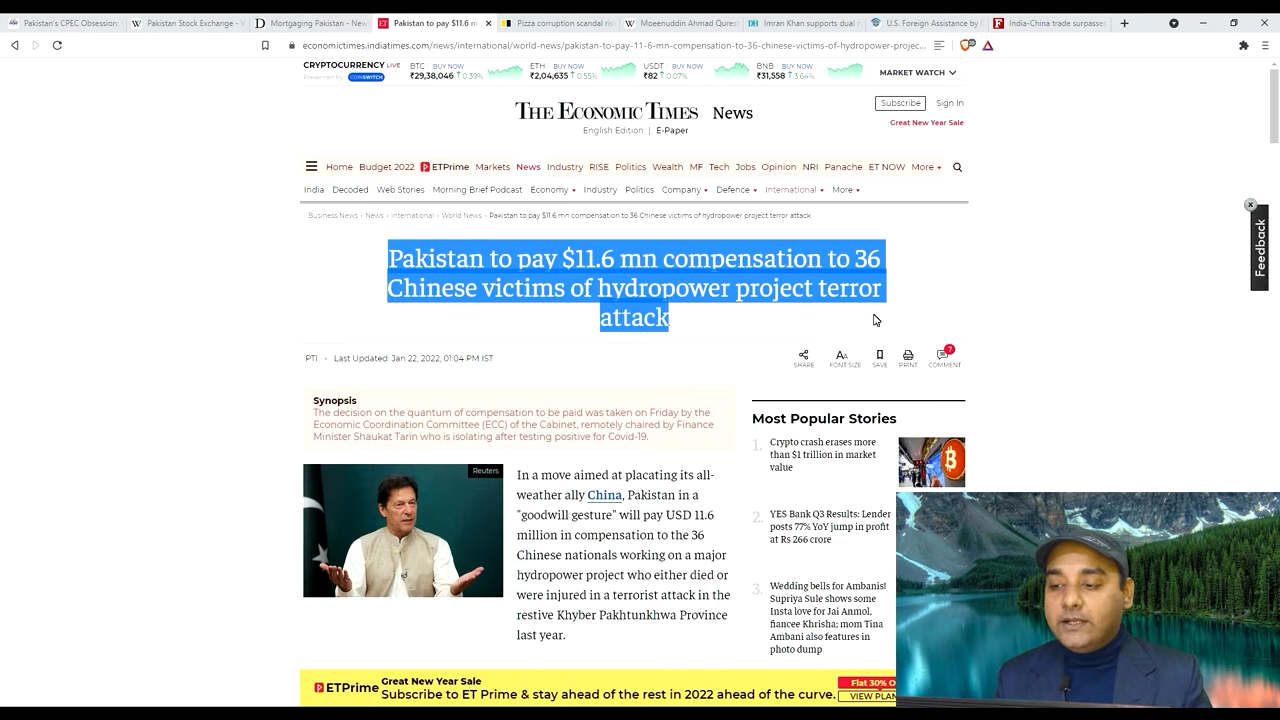 Pakistan's CPEC Obsession:
Pakistan Stock Exchange - W
Mortgaging Pakistan - New
Pakistan to pay $11.6 m
Pizza corruption scandal ris
Moeenuddin Ahmad Qures
Imran Khan supports dual
U.S. Foreign Assistance by C
India-China trade surpasses
economictimes.indiatimes.com/news/international/world-news/pakistan-to-pay-11-6-mn-compensation-to-36-chinese-victims-of-hydropower-projec...
CRYPTOCURRENCY LIVE
COINSWITCH
BTC BUY NOW
₹29,38,046 ↑ 0.39%
ETH BUY NOW
₹2,04,635 ↑ 0.55%
USDT BUY NOW
₹82 ↑ 0.07%
BNB BUY NOW
₹31,558 ↑ 3.64%
MARKET WATCH
THE ECONOMIC TIMES News
English Edition | E-Paper
Subscribe Sign In
Great New Year Sale
Home Budget 2022 ETPrime Markets News Industry RISE Politics Wealth MF Tech Jobs Opinion NRI Panache ET NOW More
India Decoded Web Stories Morning Brief Podcast Economy Industry Politics Company Defence International More
Business News › News › International › World News › Pakistan to pay $11.6 mn compensation to 36 Chinese victims of hydropower project terror attack
Feedback
Pakistan to pay $11.6 mn compensation to 36
Chinese victims of hydropower project terror
attack
PTI • Last Updated: Jan 22, 2022, 01:04 PM IST
SHARE
FONT SIZE
SAVE
PRINT
7
COMMENT
Synopsis
The decision on the quantum of compensation to be paid was taken on Friday by the
Economic Coordination Committee (ECC) of the Cabinet, remotely chaired by Finance
Minister Shaukat Tarin who is isolating after testing positive for Covid-19.
Reuters
In a move aimed at placating its all-
weather ally China, Pakistan in a
"goodwill gesture" will pay USD 11.6
million in compensation to the 36
Chinese nationals working on a major
hydropower project who either died or
were injured in a terrorist attack in the
restive Khyber Pakhtunkhwa Province
last year.
Most Popular Stories
1. Crypto crash erases more
than $1 trillion in market
value
2. YES Bank Q3 Results: Lender
posts 77% YoY jump in profit
at Rs 266 crore
3. Wedding bells for Ambanis!
Supriya Sule shows some
Insta love for Jai Anmol,
fiancee Khrisha; mom Tina
Ambani also features in
photo dump
ETPrime
Great New Year Sale
Subscribe to ET Prime & stay ahead of the rest in 2022 ahead of the curve.
Flat 30% O
VIEW PLAN